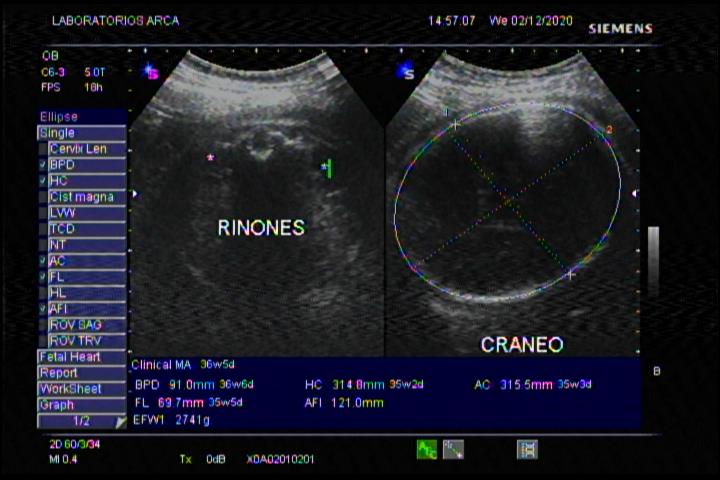 LABORATORIOS ARCA
14:57:07 We 02/12/2020
SIEMENS
OB
C6-3 5.0T
FPS 18h
Ellipse
Single
Cervix Len
BPD
HC
Cist magna
LVW
TCD
NT
AC
FL
HL
AFI
ROV SAG
ROV TRV
Fetal Heart
Report
WorkSheet
Graph
1/2
S
RINONES
S
1
2
CRANEO
B
Clinical MA 36w5d
BPD 91.0mm 36w6d HC 314.8mm 35w2d AC 315.5mm 35w3d
FL 69.7mm 35w5d AFI 121.0mm
EFW1 2741g
2D 60/3/34
MI 0.4 Tx 0dB XDA02010201